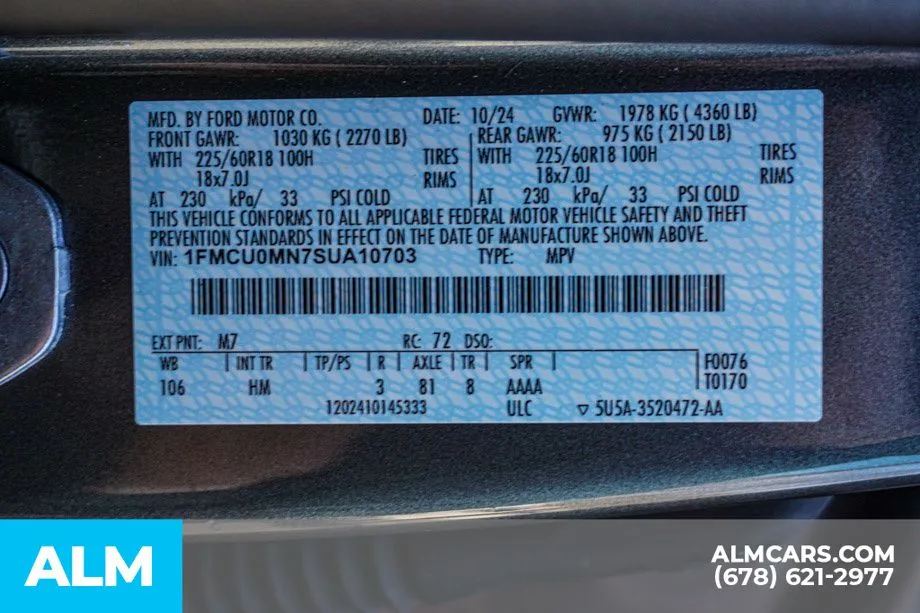 MFD. BY FORD MOTOR CO. DATE: 10/24 GVWR: 1978 KG ( 4360 LB)
FRONT GAWR: 1030 KG ( 2270 LB) REAR GAWR: 975 KG ( 2150 LB)
WITH 225/60R18 100H TIRES WITH 225/60R18 100H TIRES
18x7.0J RIMS 18x7.0J RIMS
AT 230 kPa/ 33 PSI COLD AT 230 kPa/ 33 PSI COLD
THIS VEHICLE CONFORMS TO ALL APPLICABLE FEDERAL MOTOR VEHICLE SAFETY AND THEFT
PREVENTION STANDARDS IN EFFECT ON THE DATE OF MANUFACTURE SHOWN ABOVE.
VIN: 1FMCU0MN7SUA10703 TYPE: MPV
EXT PNT: M7 RC: 72 DSO:
WB INT TR TP/PS R AXLE TR SPR F0076
106 HM 3 81 8 AAAA T0170
1202410145333 ULC ▽ 5U5A-3520472-AA
ALM
ALMCARS.COM
(678) 621-2977